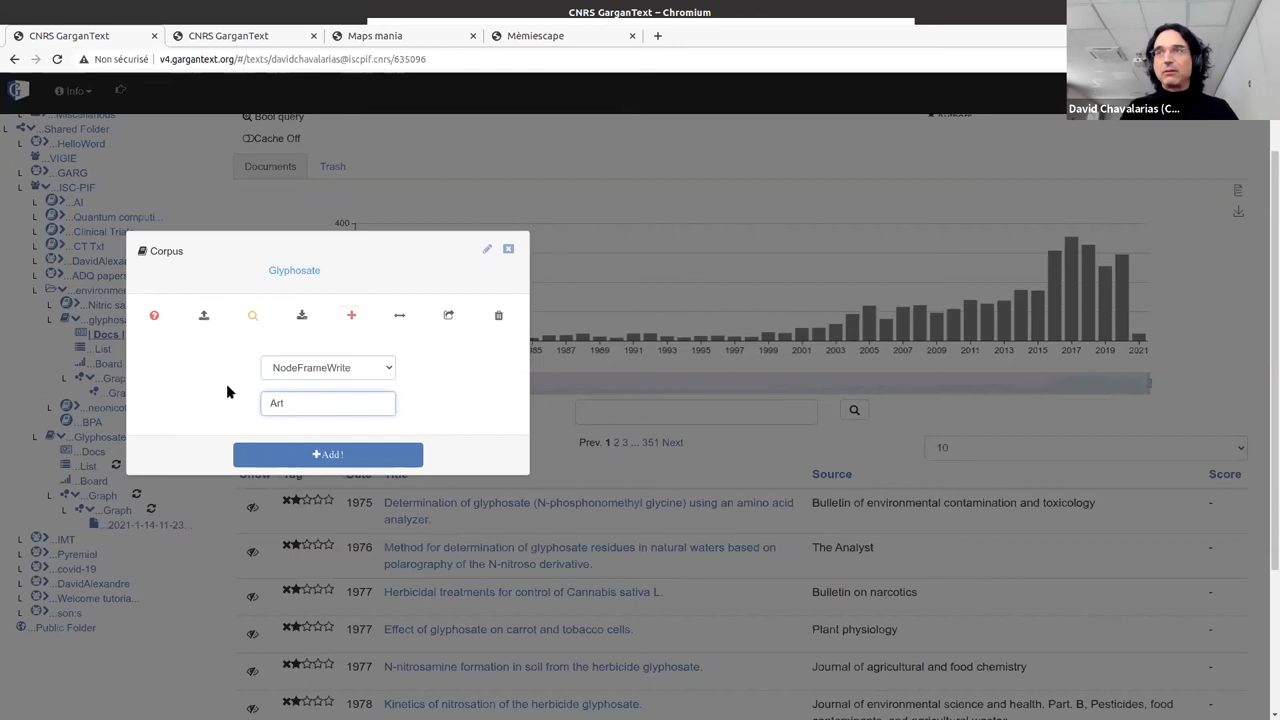 CNRS GarganText – Chromium
CNRS GarganText
CNRS GarganText
Maps mania
Mèmiescape
Non sécurisé
v4.gargantext.org/#/texts/davidchavalarias@iscpif.cnrs/635096
David Chavalarias (C...
Info
Bool query
Cache Off
Documents
Trash
L ...Shared Folder
L ...HelloWord
...VIGIE
L ...GARG
L ...ISC-PIF
L ...AI
L ...Quantum computi...
L ...Clinical Tria
L ...CT Txt
L ...DavidAlexa
L ...ADQ papers
L ...environme
L ...Nitric sa
L ...glyphos
| Docs |
L ...List
L ...Board
L ...Grap
L ...Gra
L ...neonico
L ...BPA
L ...Glyphosate
L ...Docs
L ...List
L ...Board
L ...Graph
L ...Graph
L ...2021-1-14-11-23...
L ...IMT
L ...Pyremiol
L ...covid-19
L ...DavidAlexandre
L ...Welcome tutoria...
L ...son:s
...Public Folder
Corpus
Glyphosate
NodeFrameWrite
Art
+Add!
400
85 1987 1989 1991 1993 1995 1997 1999 2001 2003 2005 2007 2009 2011 2013 2015 2017 2019 2021
Prev. 1 2 3 ... 351 Next
10
Show Tag Date Title Source Score
1975 Determination of glyphosate (N-phosphonomethyl glycine) using an amino acid analyzer. Bulletin of environmental contamination and toxicology -
1976 Method for determination of glyphosate residues in natural waters based on polarography of the N-nitroso derivative. The Analyst -
1977 Herbicidal treatments for control of Cannabis sativa L. Bulletin on narcotics -
1977 Effect of glyphosate on carrot and tobacco cells. Plant physiology -
1977 N-nitrosamine formation in soil from the herbicide glyphosate. Journal of agricultural and food chemistry -
1978 Kinetics of nitrosation of the herbicide glyphosate. Journal of environmental science and health. Part. B, Pesticides, food